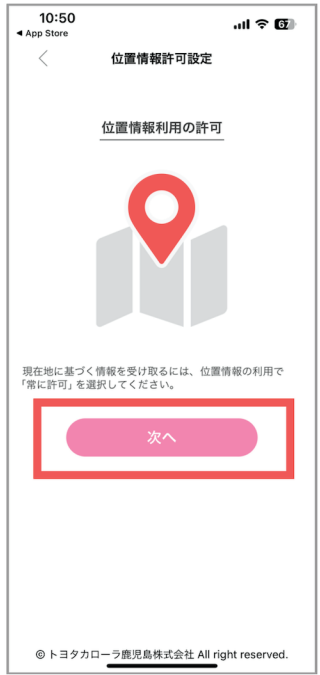 10:50
67
◀ App Store
位置情報許可設定
位置情報利用の許可
現在地に基づく情報を受け取るには、位置情報の利用で
「常に許可」を選択してください。
次へ
© トヨタカローラ鹿児島株式会社 All right reserved.